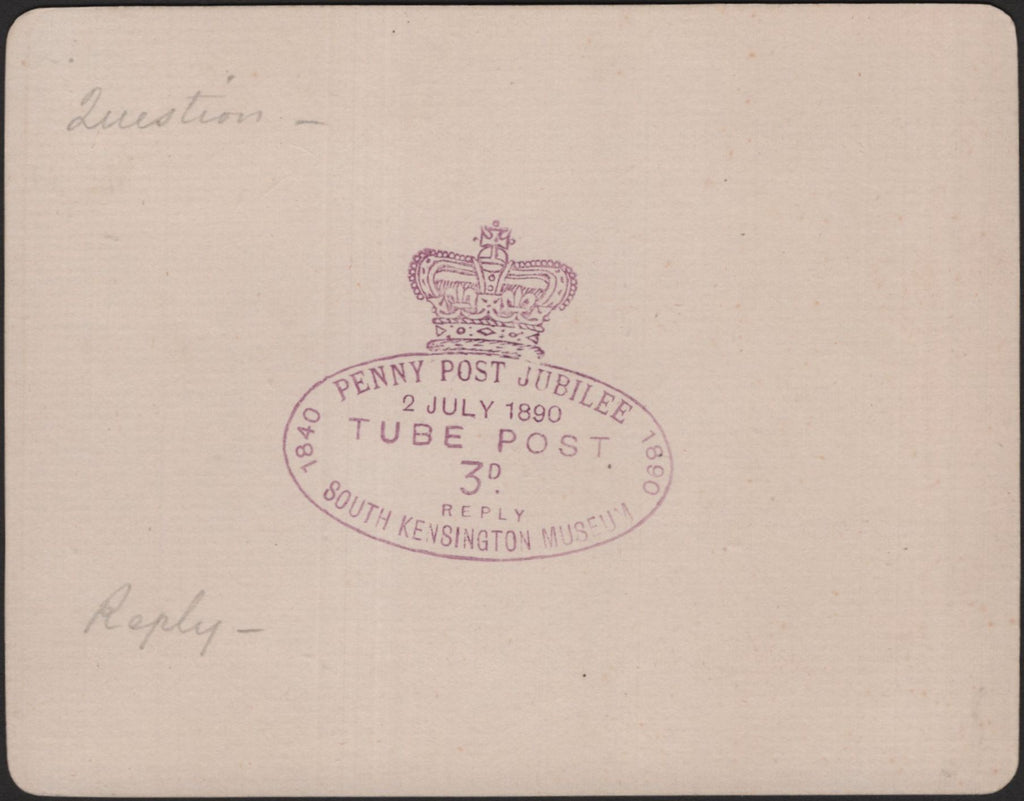 Question –
PENNY POST JUBILEE
2 JULY 1890
TUBE POST
1840
1890
3D.
REPLY
SOUTH KENSINGTON MUSEUM
Reply –